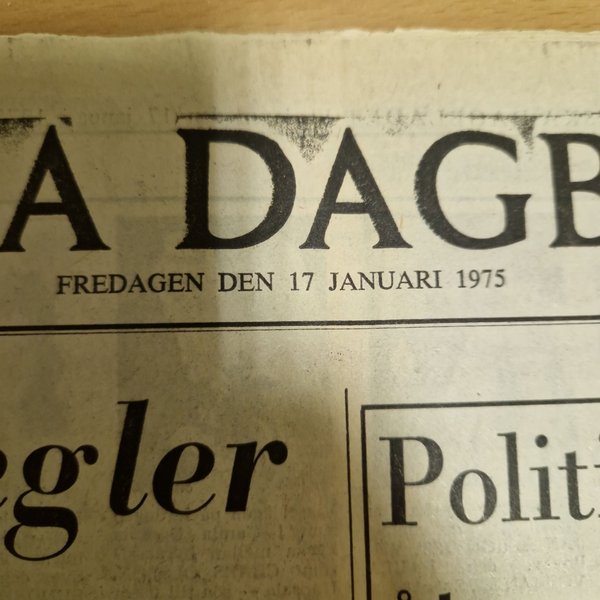 A DAGB
FREDAGEN DEN 17 JANUARI 1975
egler
Politi